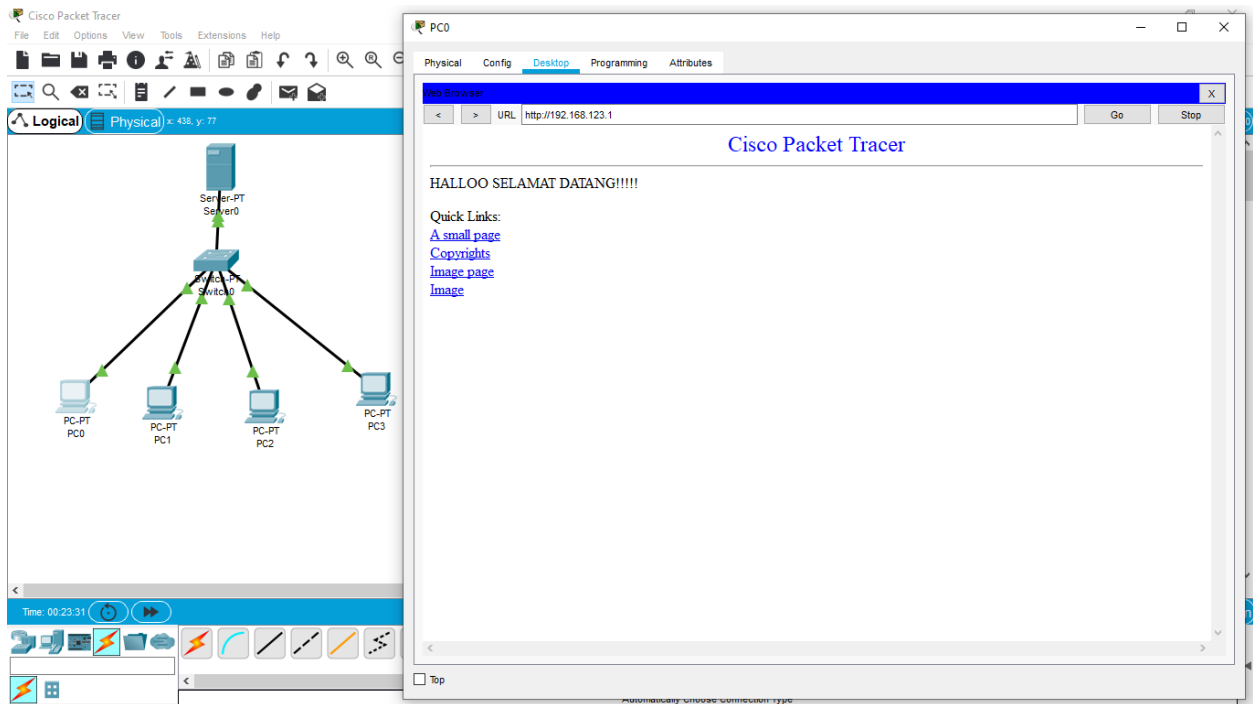 Cisco Packet Tracer
File Edit Options View Tools Extensions Help
Logical Physical x: 438, y: 77
Server-PT
Server0
Switch-PT
Switch0
PC-PT
PC0
PC-PT
PC1
PC-PT
PC2
PC-PT
PC3
Time: 00:23:31
PC0
Physical Config Desktop Programming Attributes
Web Browser
X
< > URL http://192.168.123.1 Go Stop
Cisco Packet Tracer
HALLOO SELAMAT DATANG!!!!!
Quick Links:
A small page
Copyrights
Image page
Image
Top
Automatically Choose Connection Type